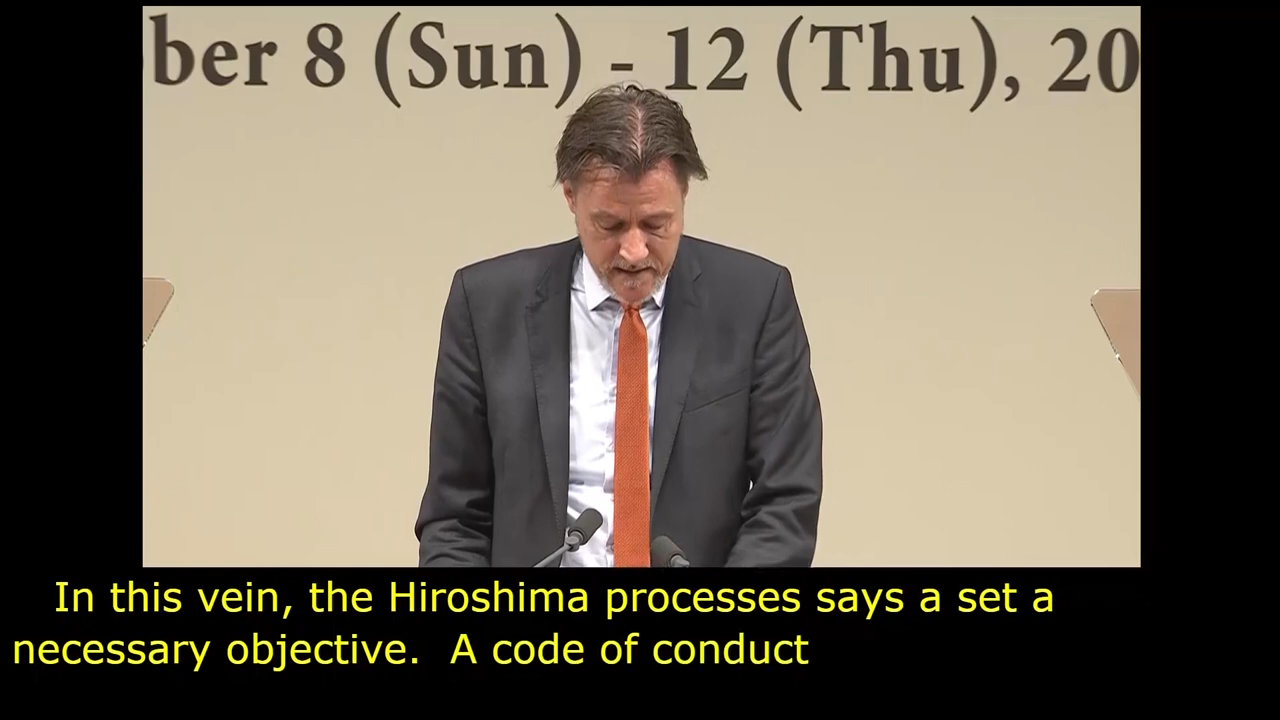 ber 8 (Sun) - 12 (Thu), 20
In this vein, the Hiroshima processes says a set a
necessary objective.  A code of conduct